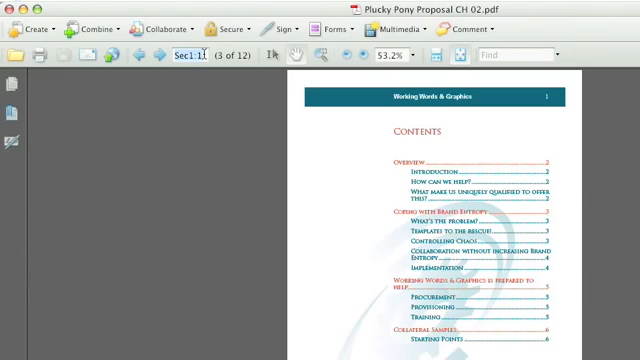 Plucky Pony Proposal CH 02.pdf
Create Combine Collaborate Secure Sign Forms Multimedia Comment
Sec1:1 (3 of 12) 53.2% Find
Working Words & Graphics 1
Contents
Overview 2
Introduction 2
How can we help? 2
What make us uniquely qualified to offer
this? 2
Coping with Brand Entropy 3
What's the problem? 3
Templates to the rescue! 3
Controlling Chaos 3
Collaboration without increasing Brand
Entropy 4
Implementation 4
Working Words & Graphics is prepared to
help 5
Procurement 5
Provisioning 5
Training 5
Collateral Samples 6
Starting Points 6